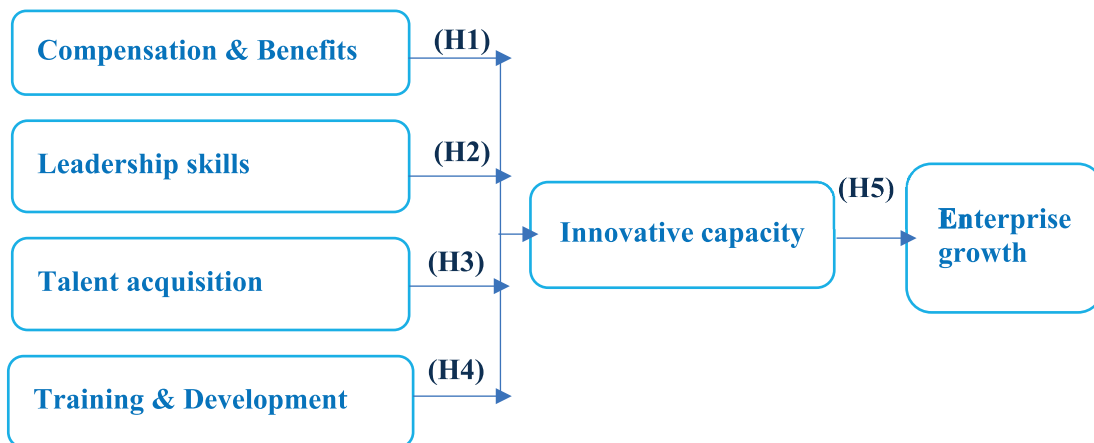 Compensation & Benefits
(H1)
Leadership skills
(H2)
Talent acquisition
(H3)
Training & Development
(H4)
Innovative capacity
(H5)
Enterprise
growth